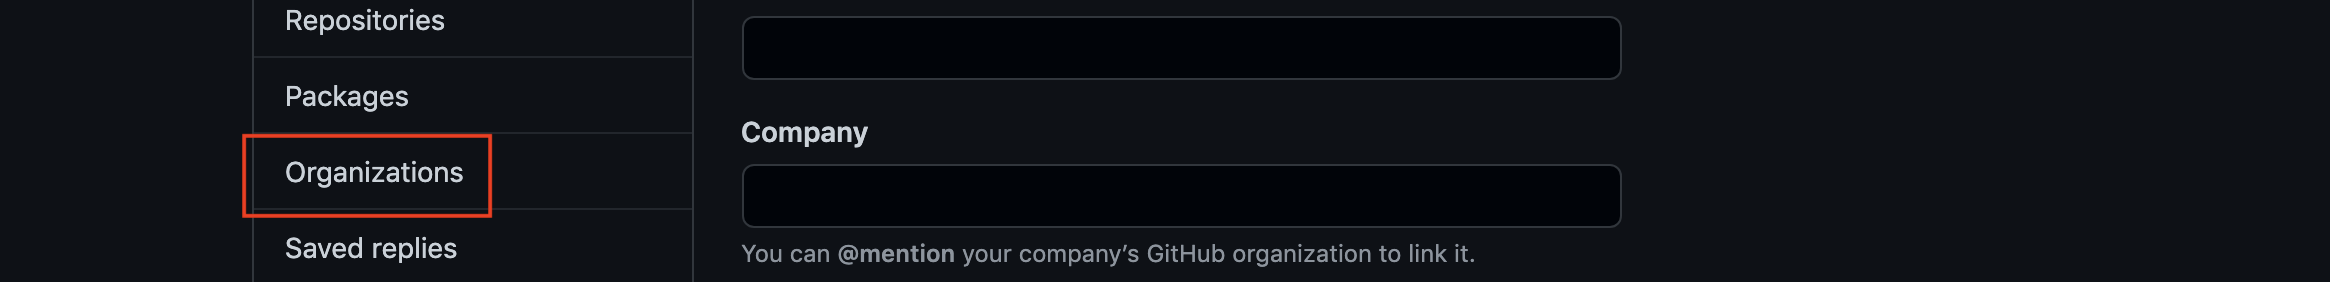 Repositories
Packages
Organizations
Saved replies
Company
You can @mention your company’s GitHub organization to link it.